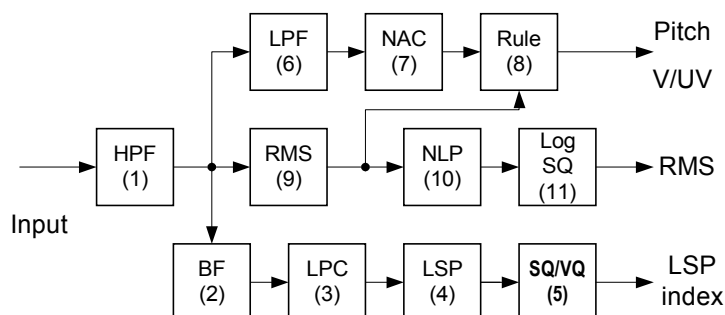 LPF
(6)
NAC
(7)
Rule
(8)
Pitch
V/UV
HPF
(1)
RMS
(9)
NLP
(10)
Log
SQ
(11)
RMS
Input
BF
(2)
LPC
(3)
LSP
(4)
SQ/VQ
(5)
LSP
index